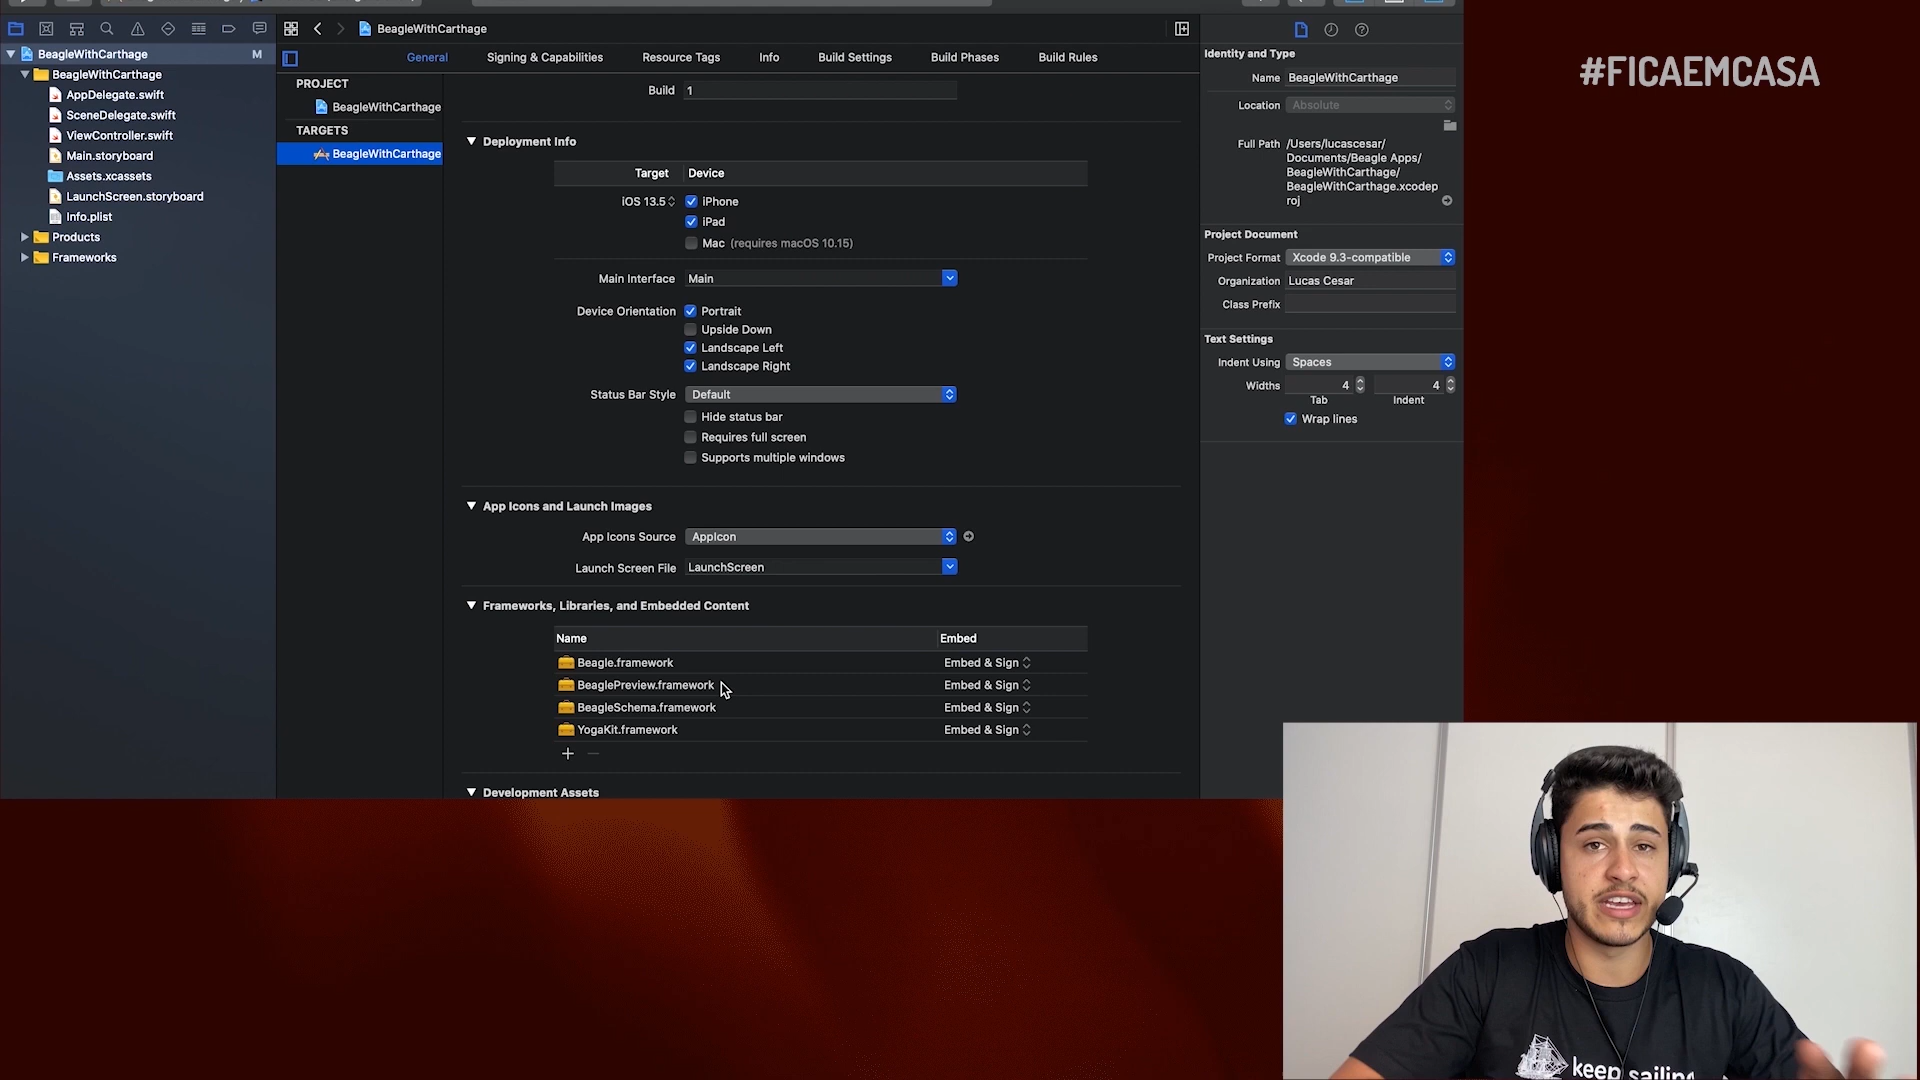 BeagleWithCarthage
General
Signing & Capabilities
Resource Tags
Info
Build Settings
Build Phases
Build Rules
BeagleWithCarthage M
BeagleWithCarthage
AppDelegate.swift
SceneDelegate.swift
ViewController.swift
Main.storyboard
Assets.xcassets
LaunchScreen.storyboard
Info.plist
Products
Frameworks
PROJECT
BeagleWithCarthage
TARGETS
BeagleWithCarthage
Build 1
Deployment Info
Target Device
iOS 13.5 iPhone
iPad
Mac (requires macOS 10.15)
Main Interface Main
Device Orientation Portrait
Upside Down
Landscape Left
Landscape Right
Status Bar Style Default
Hide status bar
Requires full screen
Supports multiple windows
App Icons and Launch Images
App Icons Source AppIcon
Launch Screen File LaunchScreen
Frameworks, Libraries, and Embedded Content
Name Embed
Beagle.framework Embed & Sign
BeaglePreview.framework Embed & Sign
BeagleSchema.framework Embed & Sign
YogaKit.framework Embed & Sign
Development Assets
Identity and Type
Name BeagleWithCarthage
Location Absolute
Full Path /Users/lucascesar/
Documents/Beagle Apps/
BeagleWithCarthage/
BeagleWithCarthage.xcodep
roj
Project Document
Project Format Xcode 9.3-compatible
Organization Lucas Cesar
Class Prefix
Text Settings
Indent Using Spaces
Widths 4 4
Tab Indent
Wrap lines
#FICAEMCASA
keep sailing